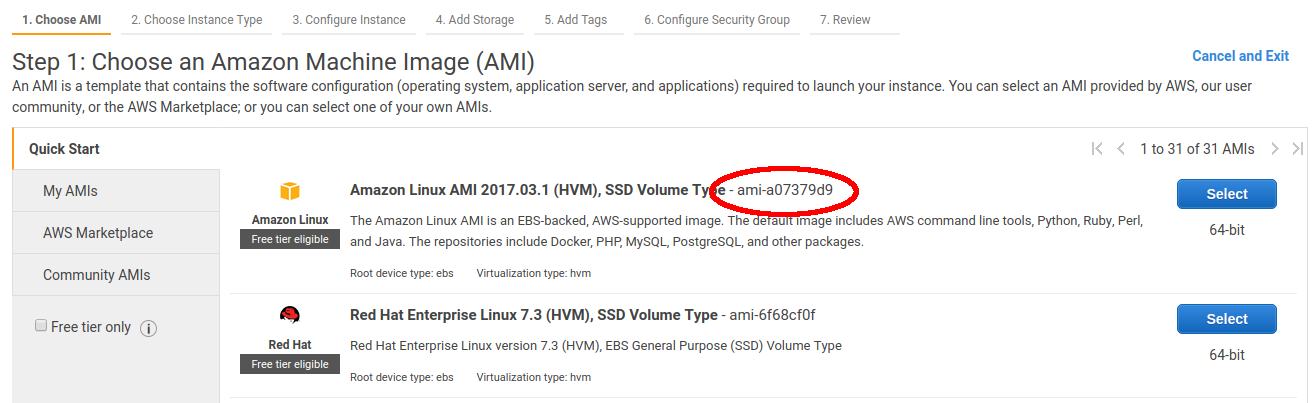 1. Choose AMI 2. Choose Instance Type 3. Configure Instance 4. Add Storage 5. Add Tags 6. Configure Security Group 7. Review
Step 1: Choose an Amazon Machine Image (AMI)
Cancel and Exit
An AMI is a template that contains the software configuration (operating system, application server, and applications) required to launch your instance. You can select an AMI provided by AWS, our user
community, or the AWS Marketplace; or you can select one of your own AMIs.
Quick Start
1 to 31 of 31 AMIs
My AMIs
AWS Marketplace
Community AMIs
Free tier only
Amazon Linux
Free tier eligible
Amazon Linux AMI 2017.03.1 (HVM), SSD Volume Type - ami-a07379d9
The Amazon Linux AMI is an EBS-backed, AWS-supported image. The default image includes AWS command line tools, Python, Ruby, Perl,
and Java. The repositories include Docker, PHP, MySQL, PostgreSQL, and other packages.
Root device type: ebs Virtualization type: hvm
Select
64-bit
Red Hat
Free tier eligible
Red Hat Enterprise Linux 7.3 (HVM), SSD Volume Type - ami-6f68cf0f
Red Hat Enterprise Linux version 7.3 (HVM), EBS General Purpose (SSD) Volume Type
Root device type: ebs Virtualization type: hvm
Select
64-bit